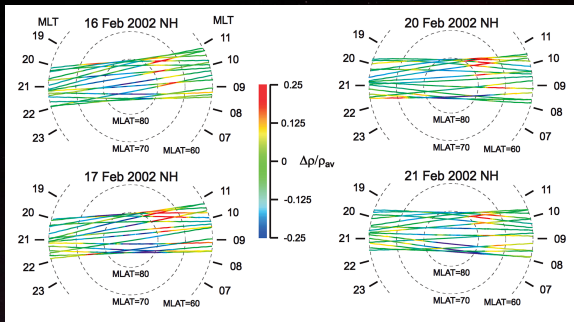 MLT
16 Feb 2002 NH
MLT
19
20
21
22
23
11
10
09
08
07
MLAT=80
MLAT=70
MLAT=60
20 Feb 2002 NH
19
20
21
22
23
11
10
09
08
07
MLAT=80
MLAT=70
MLAT=60
0.25
0.125
0
-0.125
-0.25
Δρ/ρav
17 Feb 2002 NH
19
20
21
22
23
11
10
09
08
07
MLAT=80
MLAT=70
MLAT=60
21 Feb 2002 NH
19
20
21
22
23
11
10
09
08
07
MLAT=80
MLAT=70
MLAT=60